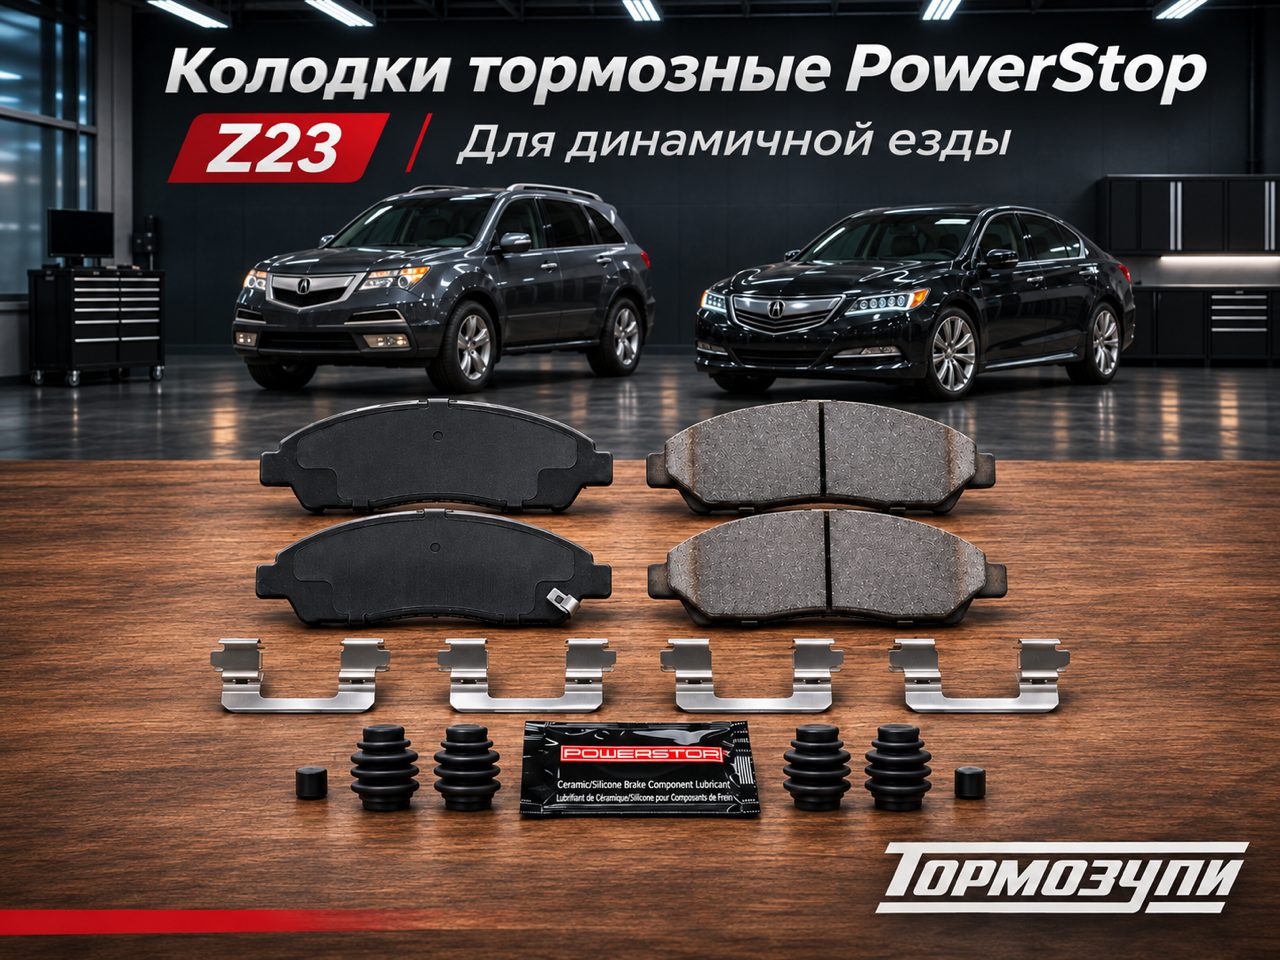 Колодки тормозные PowerStop
Z23
Для динамичной езды
POWERSTOP
Ceramic/Silicone Brake Component Lubricant
Lubrifiant de Céramique/Silicone pour Composants de Frein
ТОРМОЗУПИ